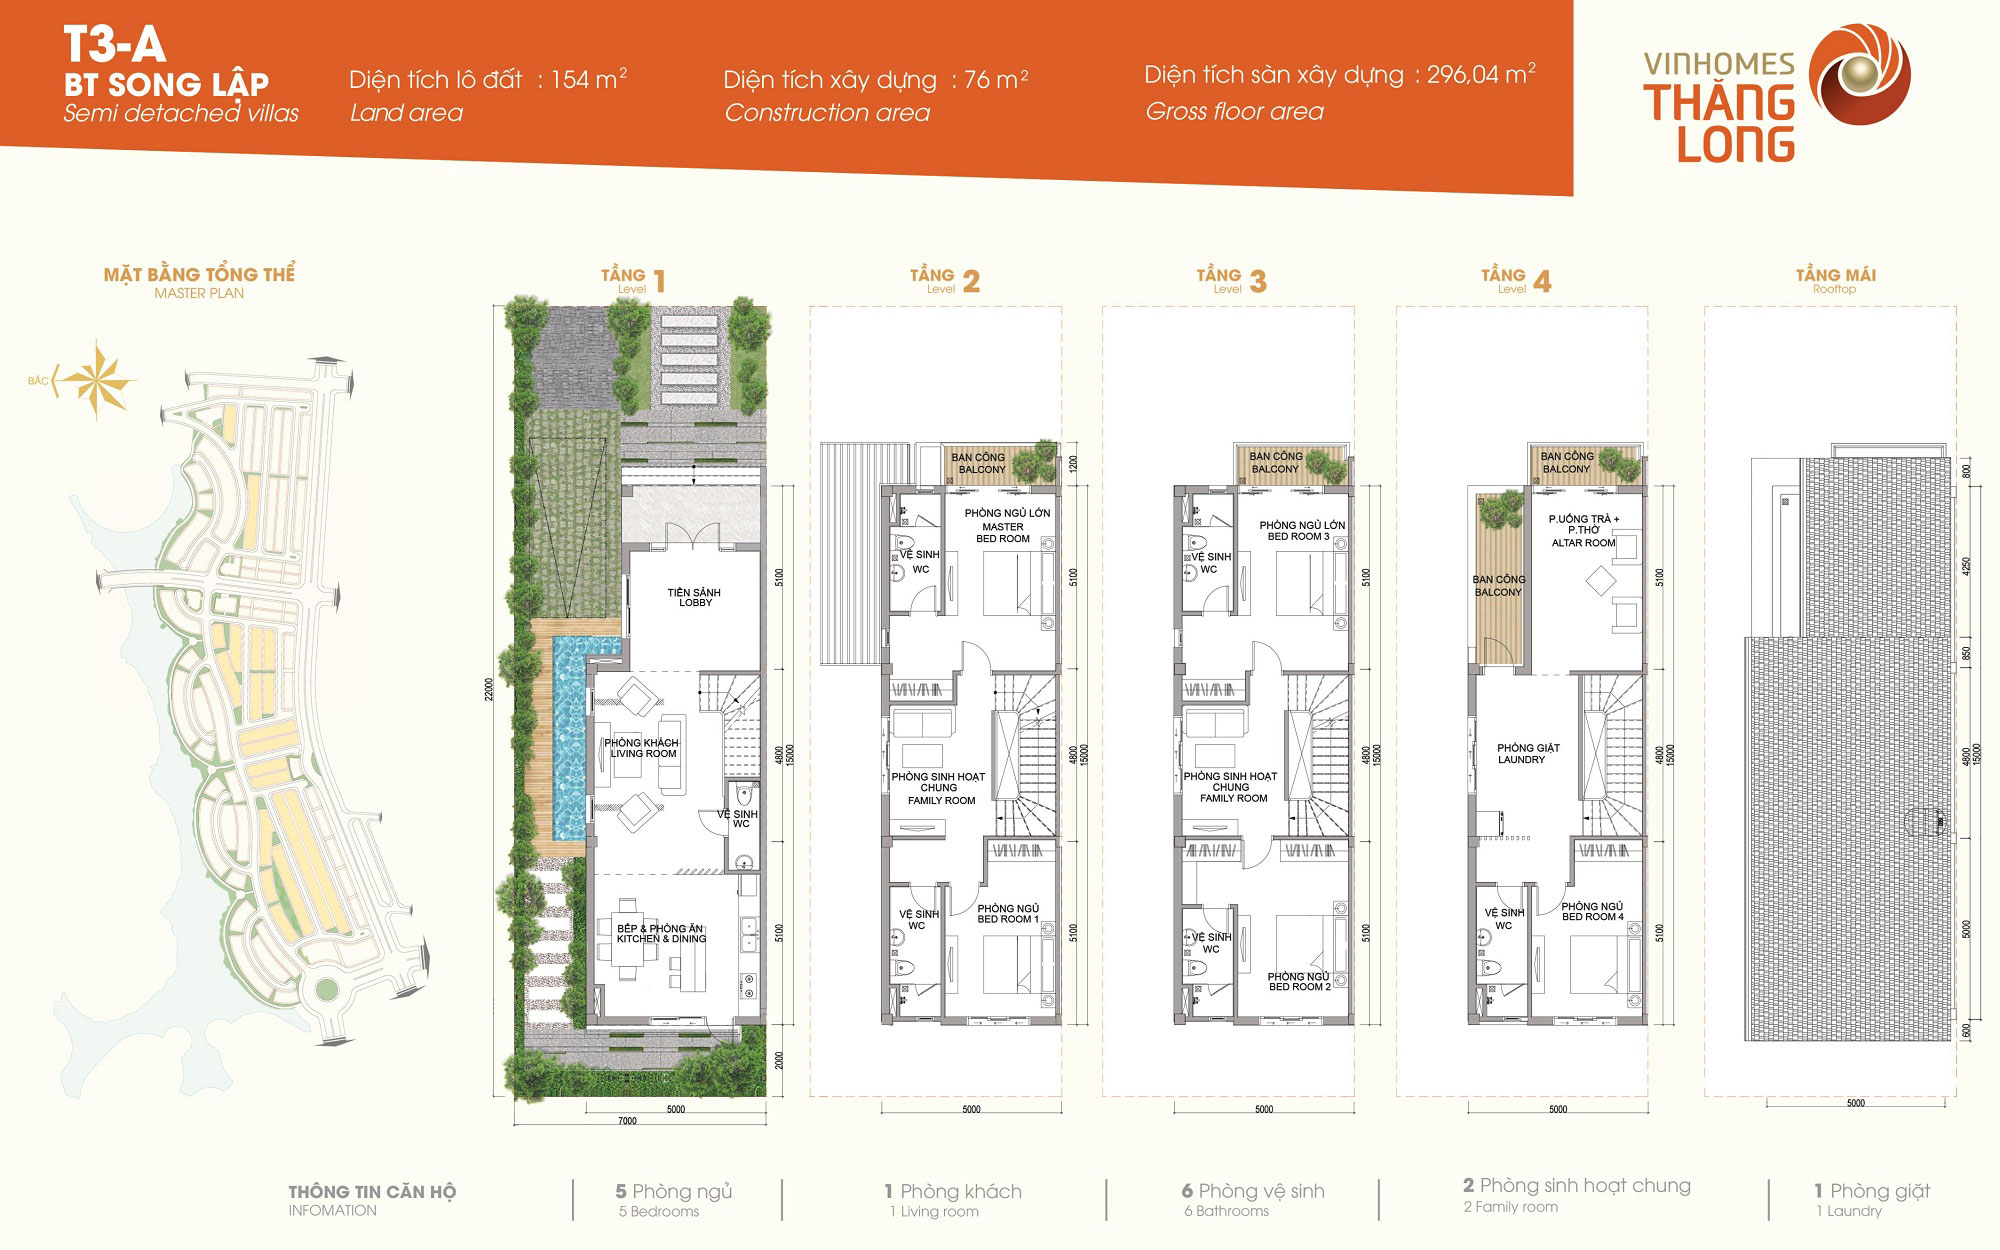 T3-A
BT SONG LẬP
Semi detached villas
Diện tích lô đất : 154 m²
Land area
Diện tích xây dựng : 76 m²
Construction area
Diện tích sàn xây dựng : 296,04 m²
Gross floor area
VINHOMES
THĂNG
LONG
MẶT BẰNG TỔNG THỂ
MASTER PLAN
BẮC
TẦNG 1
Level
22000
TIỀN SẢNH
LOBBY
PHÒNG KHÁCH
LIVING ROOM
VỆ SINH
WC
BẾP & PHÒNG ĂN
KITCHEN & DINING
5100
4800
15000
5100
2000
5000
7000
TẦNG 2
Level
BAN CÔNG
BALCONY
1200
PHÒNG NGỦ LỚN
MASTER
BED ROOM
VỆ SINH
WC
5100
PHÒNG SINH HOẠT
CHUNG
FAMILY ROOM
4800
15000
VỆ SINH
WC
PHÒNG NGỦ
BED ROOM 1
5100
5000
TẦNG 3
Level
BAN CÔNG
BALCONY
PHÒNG NGỦ LỚN
BED ROOM 3
VỆ SINH
WC
5100
PHÒNG SINH HOẠT
CHUNG
FAMILY ROOM
4800
15000
VỆ SINH
WC
PHÒNG NGỦ
BED ROOM 2
5100
5000
TẦNG 4
Level
BAN CÔNG
BALCONY
P.UỐNG TRÀ +
P.THỜ
ALTAR ROOM
BAN CÔNG
BALCONY
5100
PHÒNG GIẶT
LAUNDRY
4800
15000
VỆ SINH
WC
PHÒNG NGỦ
BED ROOM 4
5100
5000
TẦNG MÁI
Rooftop
800
4250
850
4800
15000
5000
600
5000
THÔNG TIN CĂN HỘ
INFOMATION
5 Phòng ngủ
5 Bedrooms
1 Phòng khách
1 Living room
6 Phòng vệ sinh
6 Bathrooms
2 Phòng sinh hoạt chung
2 Family room
1 Phòng giặt
1 Laundry